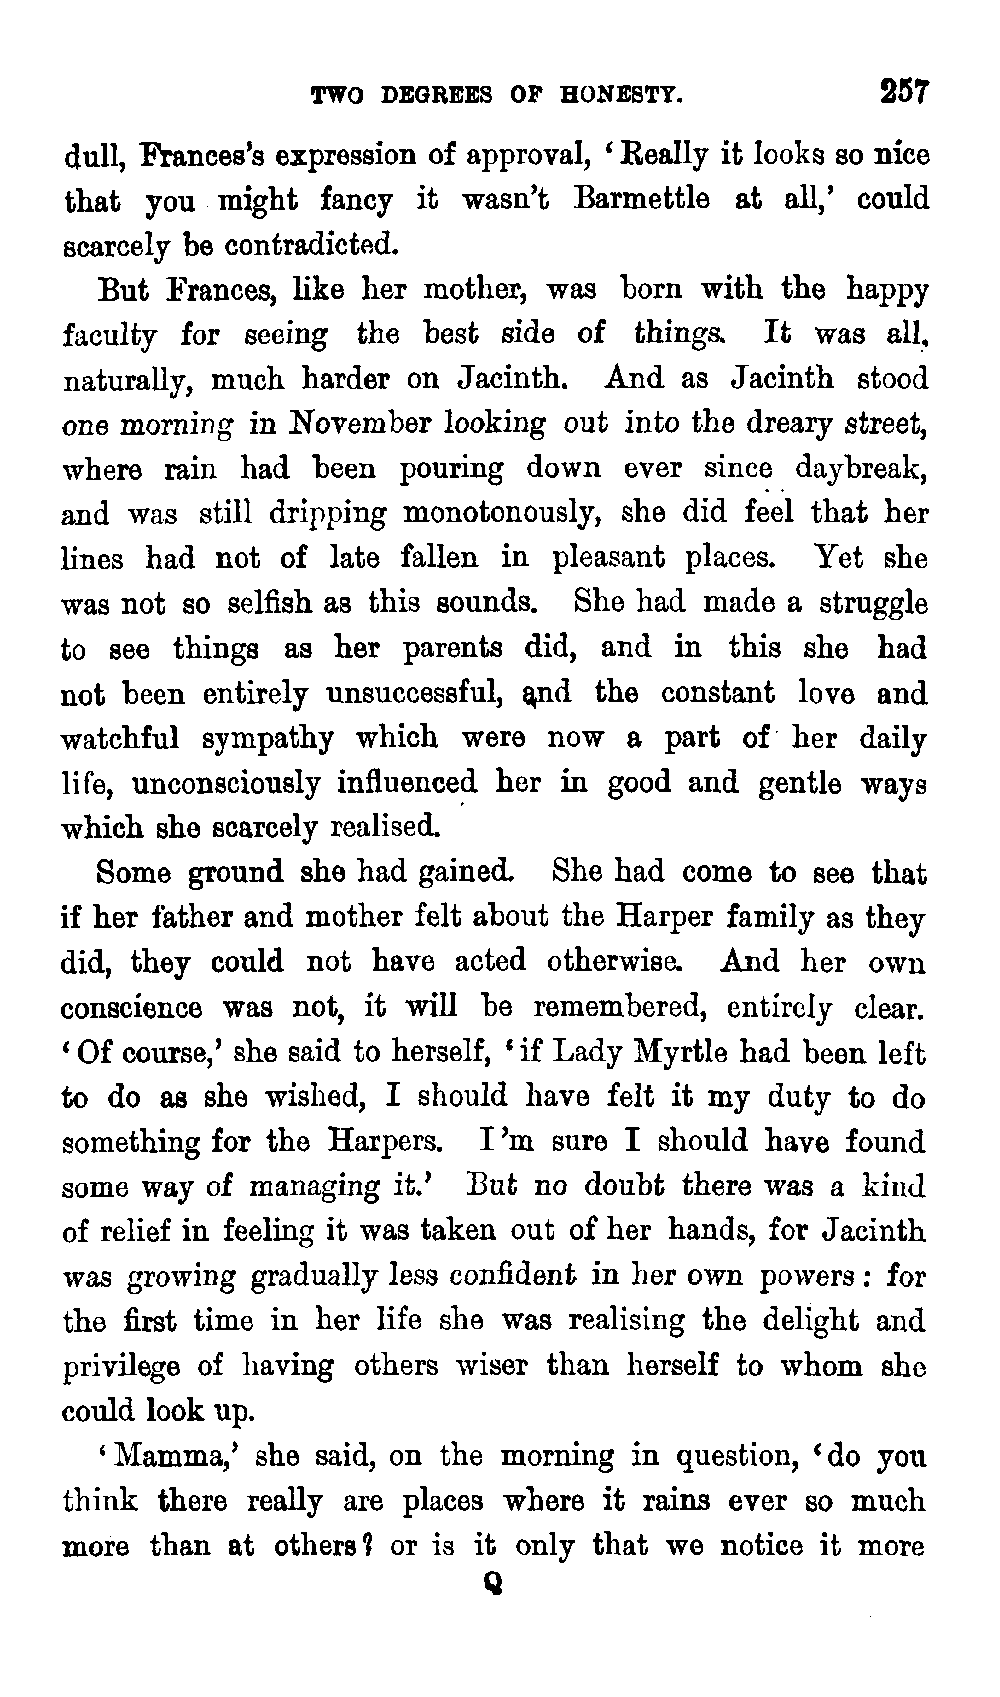 TWO DEGREES OF HONESTY. 257
dull, Frances's expression of approval, ‘Really it looks so nice
that you might fancy it wasn't Barmettle at all,’ could
scarcely be contradicted.
But Frances, like her mother, was born with the happy
faculty for seeing the best side of things. It was all,
naturally, much harder on Jacinth. And as Jacinth stood
one morning in November looking out into the dreary street,
where rain had been pouring down ever since daybreak,
and was still dripping monotonously, she did feel that her
lines had not of late fallen in pleasant places. Yet she
was not so selfish as this sounds. She had made a struggle
to see things as her parents did, and in this she had
not been entirely unsuccessful, and the constant love and
watchful sympathy which were now a part of her daily
life, unconsciously influenced her in good and gentle ways
which she scarcely realised.
Some ground she had gained. She had come to see that
if her father and mother felt about the Harper family as they
did, they could not have acted otherwise. And her own
conscience was not, it will be remembered, entirely clear.
‘Of course,’ she said to herself, ‘if Lady Myrtle had been left
to do as she wished, I should have felt it my duty to do
something for the Harpers. I'm sure I should have found
some way of managing it.’ But no doubt there was a kind
of relief in feeling it was taken out of her hands, for Jacinth
was growing gradually less confident in her own powers: for
the first time in her life she was realising the delight and
privilege of having others wiser than herself to whom she
could look up.
‘Mamma,’ she said, on the morning in question, ‘do you
think there really are places where it rains ever so much
more than at others? or is it only that we notice it more
Q